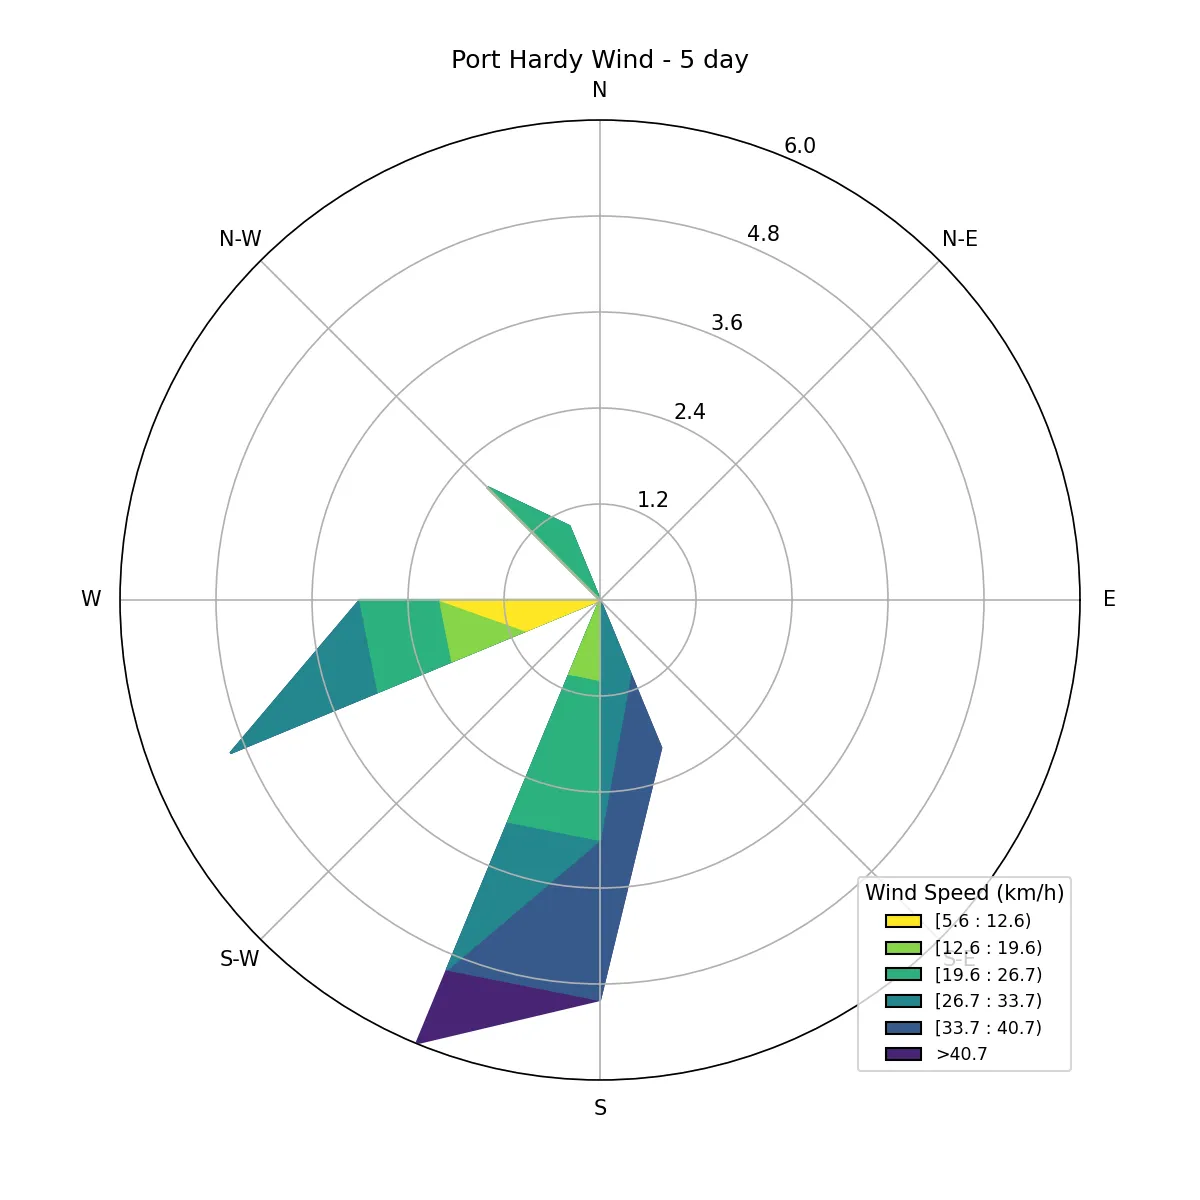 Port Hardy Wind - 5 day
N
6.0
N-W
4.8
N-E
3.6
2.4
1.2
W
E
S-W
S-E
S
Wind Speed (km/h)
[5.6 : 12.6)
[12.6 : 19.6)
[19.6 : 26.7)
[26.7 : 33.7)
[33.7 : 40.7)
>40.7